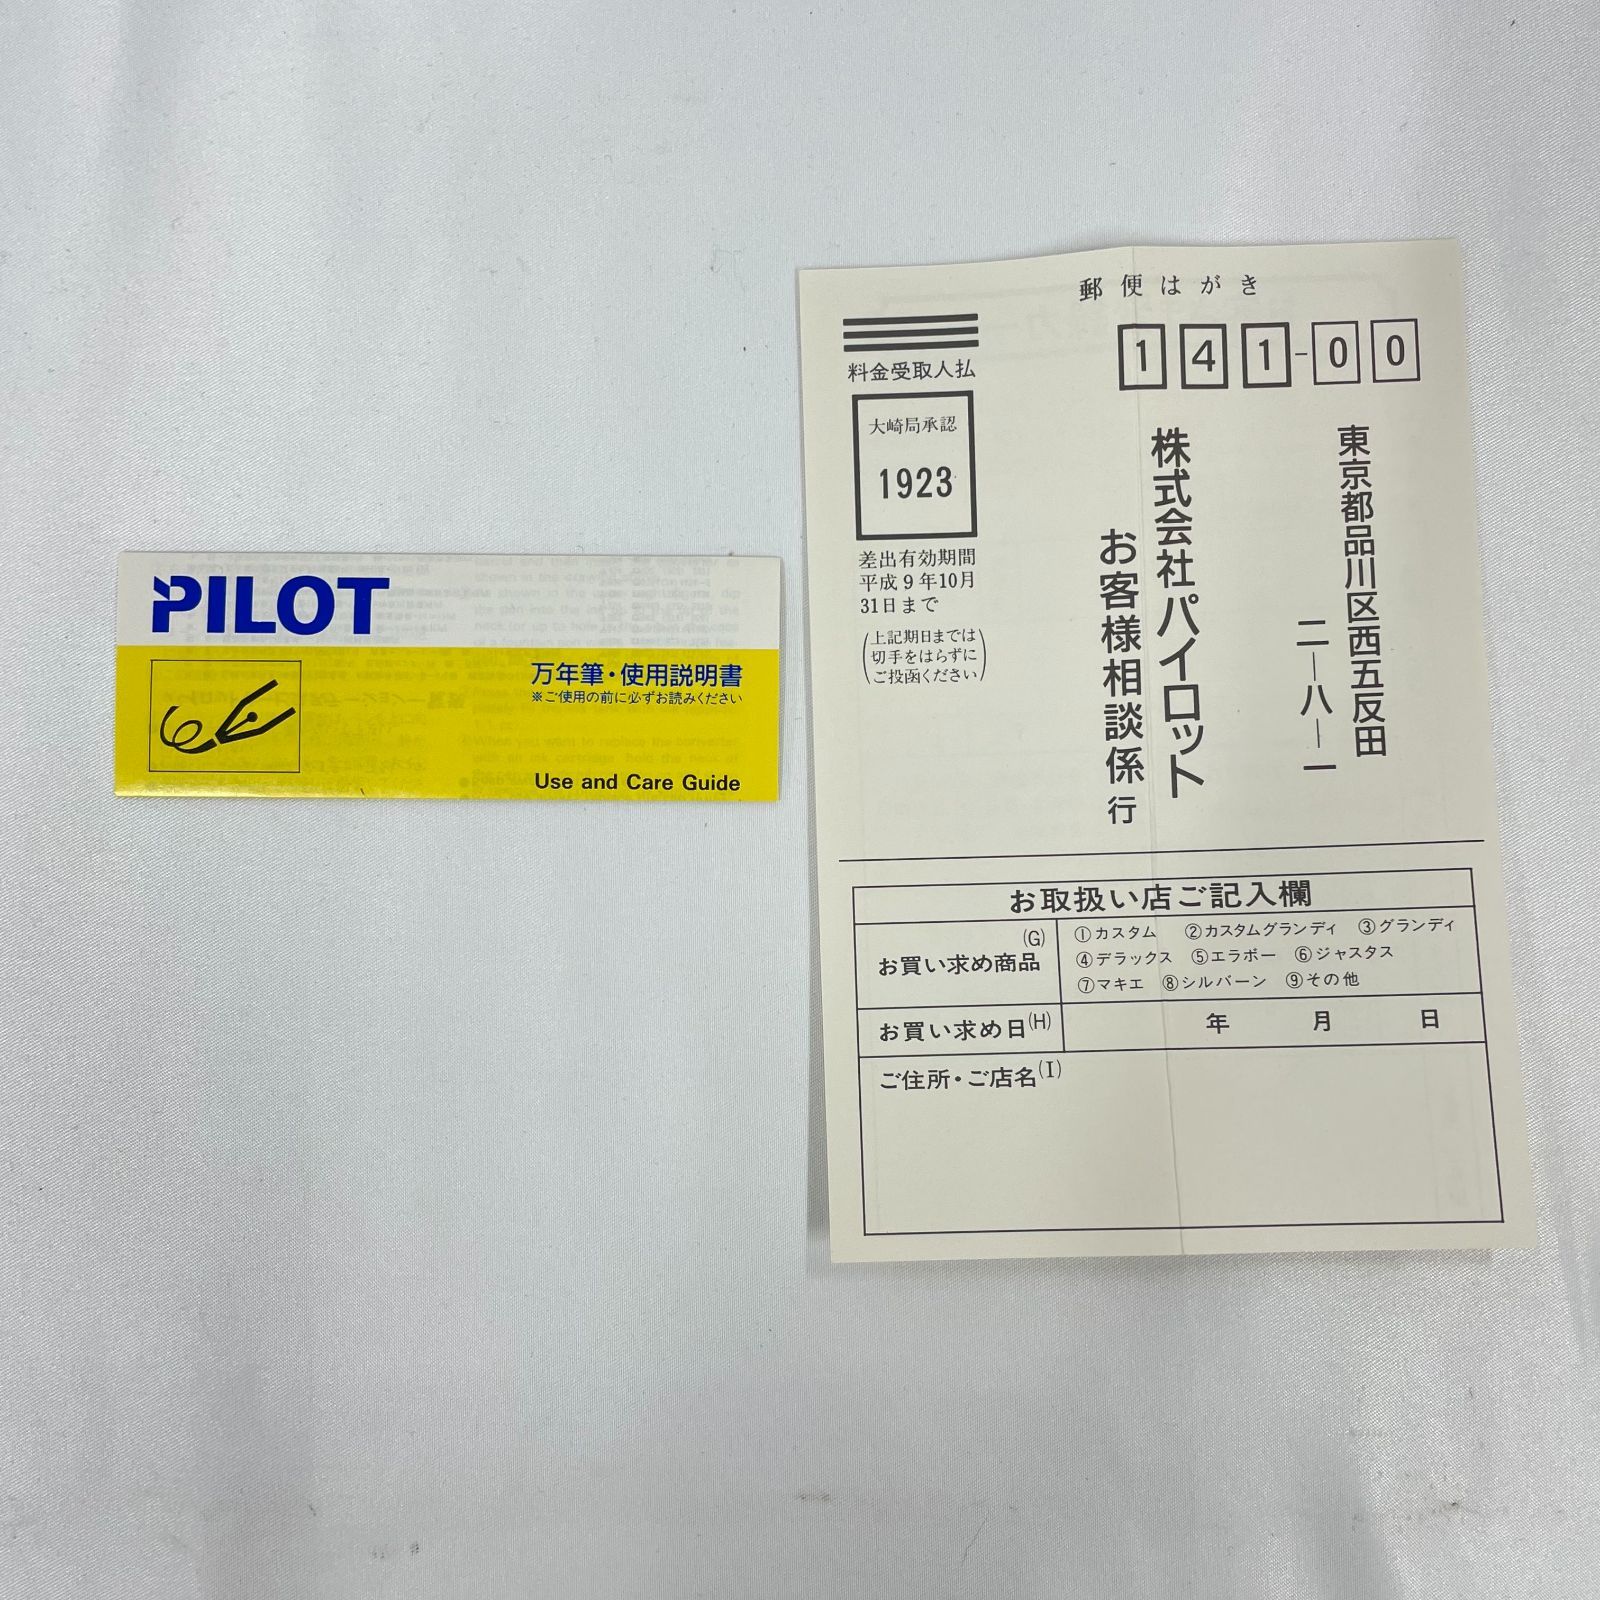 PILOT
万年筆・使用説明書
※ご使用の前に必ずお読みください
Use and Care Guide
郵便はがき
料金受取人払
大崎局承認
1923
差出有効期間
平成9年10月
31日まで
上記期日までは
切手をはらずに
ご投函ください
141-00
東京都品川区西五反田
二―八―一
株式会社パイロット
お客様相談係 行
お取扱い店ご記入欄
お買い求め商品(G)
①カスタム ②カスタムグランディ ③グランディ
④デラックス ⑤エラボー ⑥ジャスタス
⑦マキエ ⑧シルバーン ⑨その他
お買い求め日(H) 年 月 日
ご住所・ご店名(I)